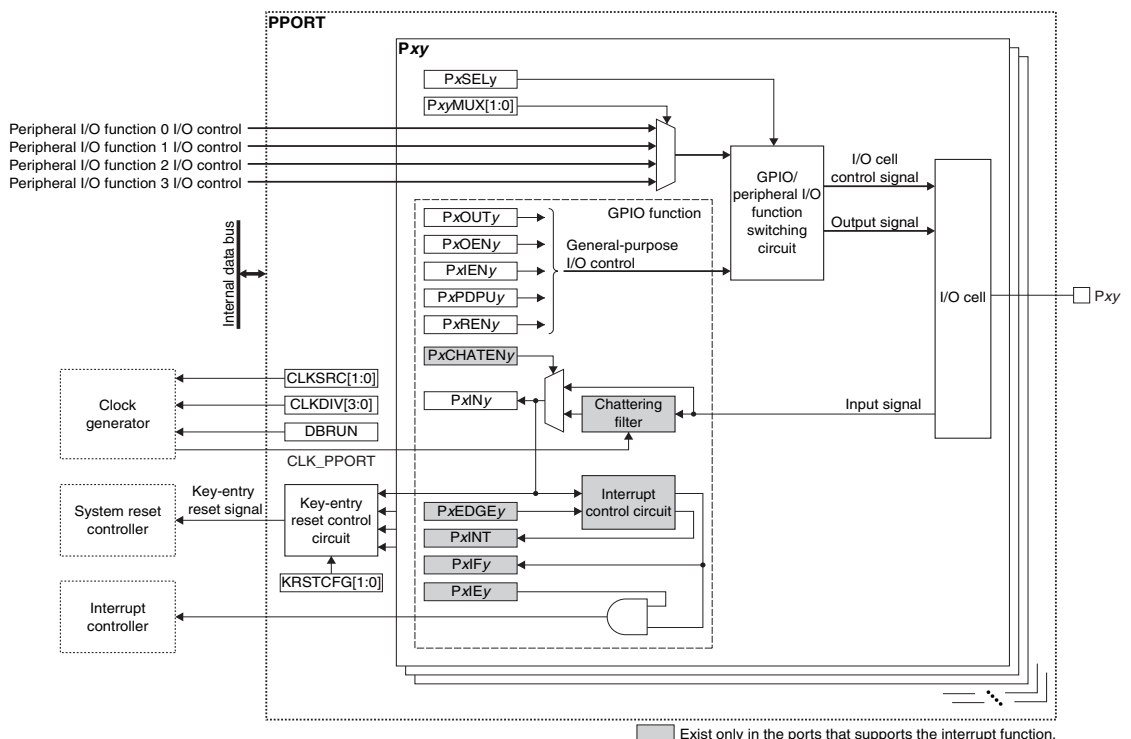 PPORT
Pxy
PxSELy
PxyMUX[1:0]
Peripheral I/O function 0 I/O control
Peripheral I/O function 1 I/O control
Peripheral I/O function 2 I/O control
Peripheral I/O function 3 I/O control
GPIO/
peripheral I/O
function
switching
circuit
I/O cell
control signal
Output signal
I/O cell
Pxy
GPIO function
PxOUTy
PxOENy
PxIENy
PxPDPUy
PxRENy
General-purpose
I/O control
Internal data bus
PxCHATENy
PxINy
Chattering
filter
Input signal
Clock
generator
CLKSRC[1:0]
CLKDIV[3:0]
DBRUN
CLK_PPORT
System reset
controller
Key-entry
reset signal
Key-entry
reset control
circuit
KRSTCFG[1:0]
Interrupt
control circuit
PxEDGEy
PxINT
PxIFy
PxIEy
Interrupt
controller
Exist only in the ports that supports the interrupt function.